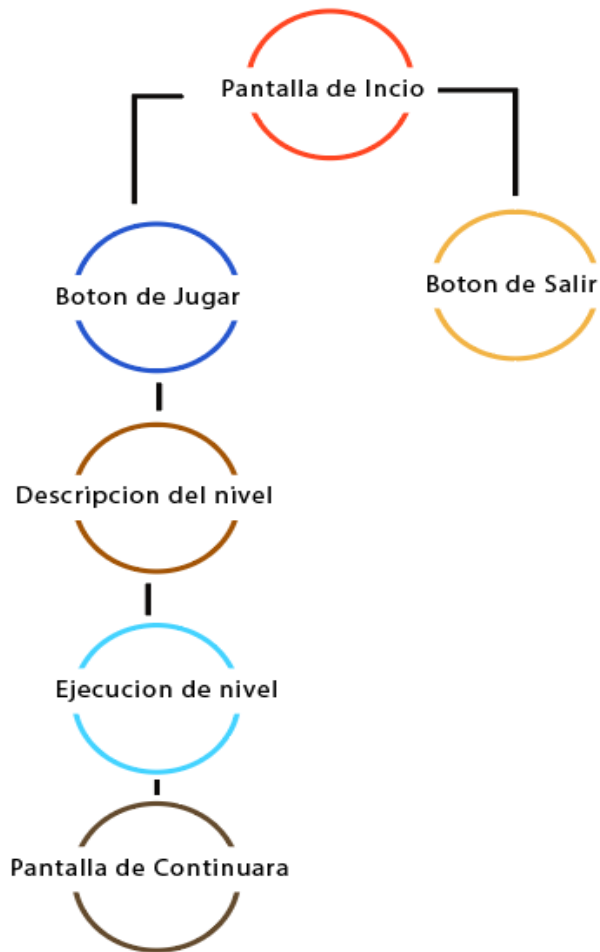 Pantalla de Incio
Boton de Jugar
Boton de Salir
Descripcion del nivel
Ejecucion de nivel
Pantalla de Continuara